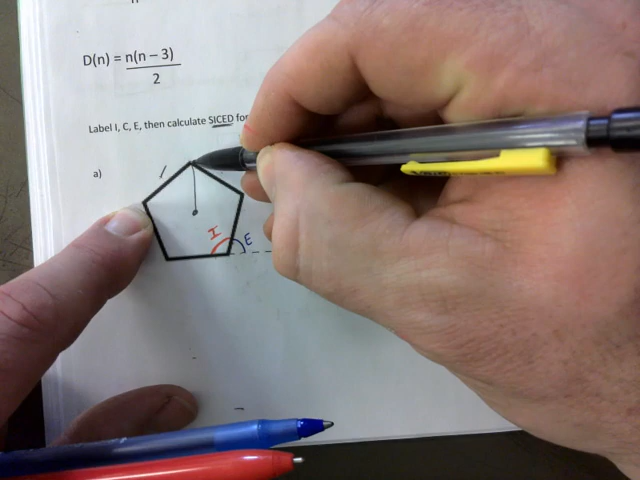 D(n) = n(n – 3)
2
Label I, C, E, then calculate SICED for
a)
I
E